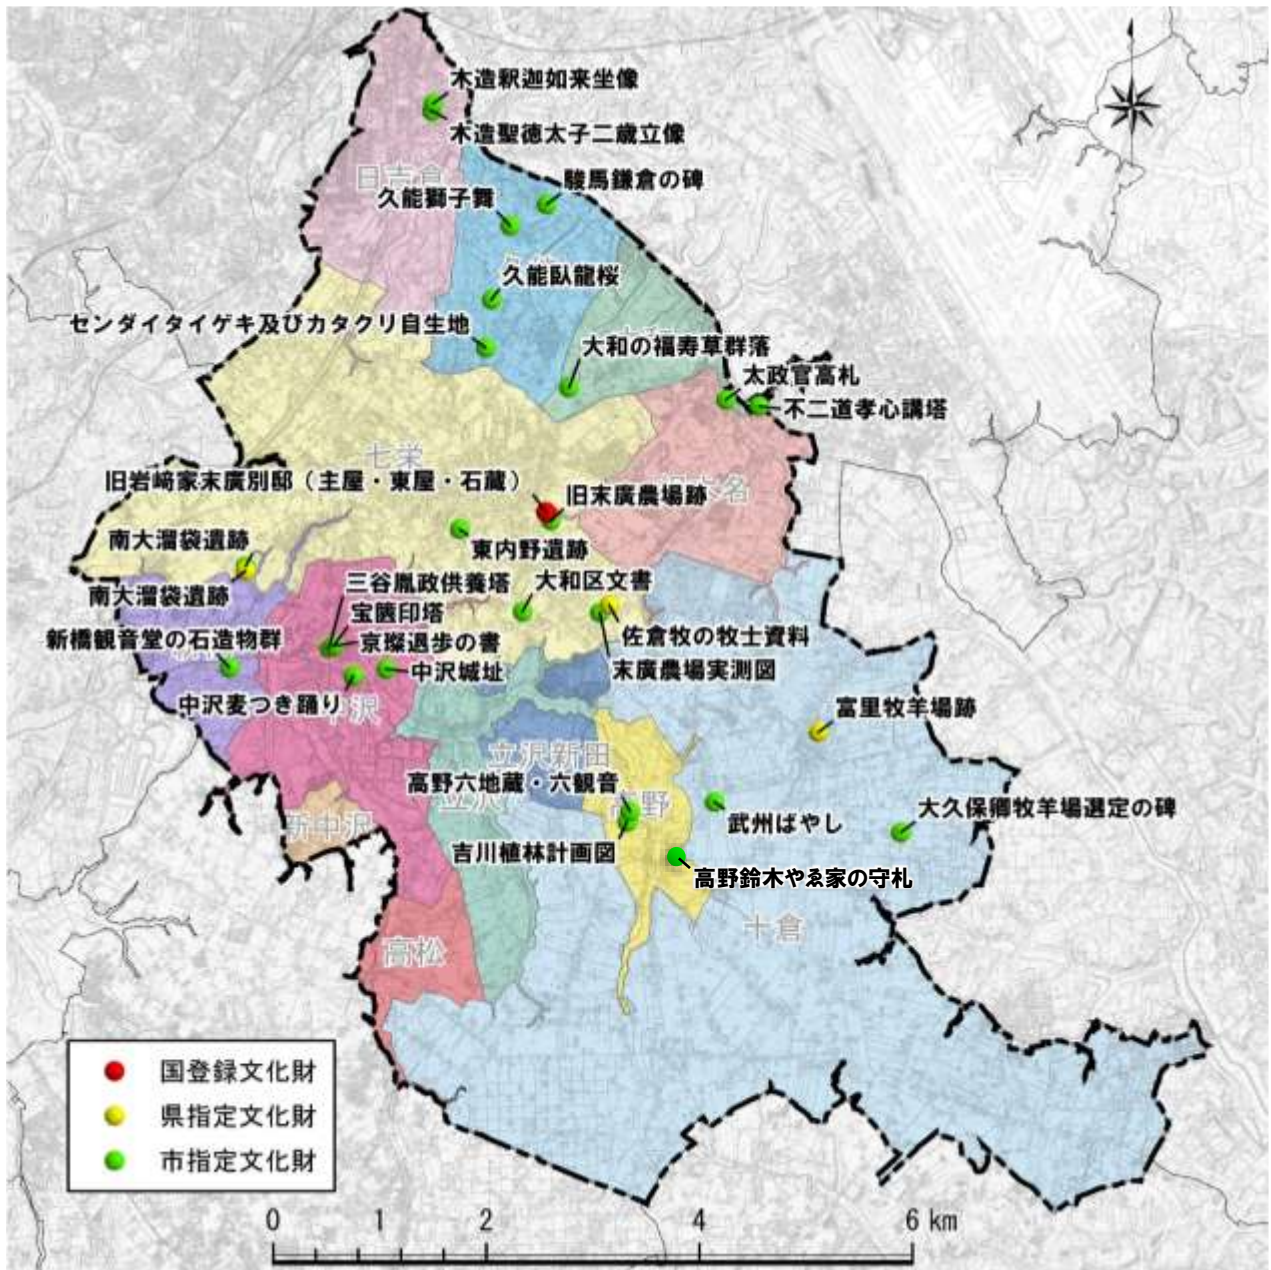 木造釈迦如来坐像
木造聖徳太子二歳立像
日吉倉
駿馬鎌倉の碑
久能獅子舞
久能臥龍桜
センダイタイゲキ及びカタクリ自生地
大和の福寿草群落
太政官高札
不二道孝心講塔
七栄
旧岩﨑家末廣別邸（主屋・東屋・石蔵）
旧末廣農場跡
名
南大溜袋遺跡
東内野遺跡
三谷胤政供養塔
大和区文書
南大溜袋遺跡
宝篋印塔
新橋観音堂の石造物群
京璨退歩の書
佐倉牧の牧士資料
中沢城址
末廣農場実測図
中沢麦つき踊り
中沢
富里牧羊場跡
立沢新田
高野六地蔵・六観音
立沢
高野
大久保卿牧羊場選定の碑
新中沢
武州ばやし
吉川植林計画図
高野鈴木やゑ家の守札
十倉
高松
国登録文化財
県指定文化財
市指定文化財
0 1 2 4 6 km